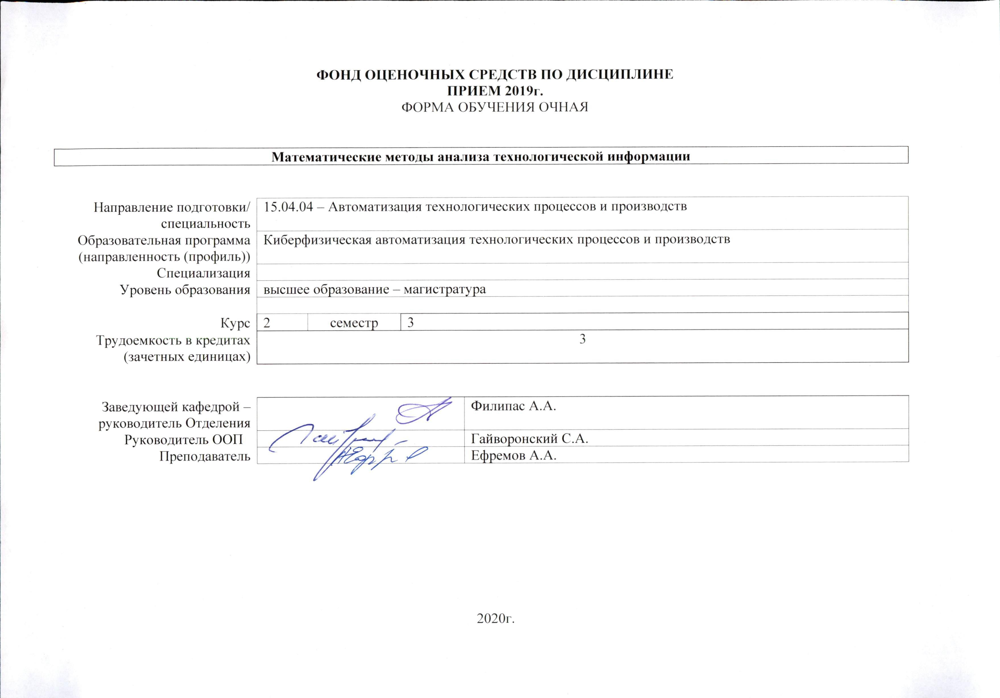 ФОНД ОЦЕНОЧНЫХ СРЕДСТВ ПО ДИСЦИПЛИНЕ
ПРИЕМ 2019г.
ФОРМА ОБУЧЕНИЯ ОЧНАЯ
Математические методы анализа технологической информации
Направление подготовки/ 15.04.04 – Автоматизация технологических процессов и производств
специальность
Образовательная программа Киберфизическая автоматизация технологических процессов и производств
(направленность (профиль))
Специализация
Уровень образования высшее образование – магистратура
Курс 2 семестр 3
Трудоемкость в кредитах 3
(зачетных единицах)
Заведующей кафедрой – Филипас А.А.
руководитель Отделения
Руководитель ООП Гайворонский С.А.
Преподаватель Ефремов А.А.
2020г.